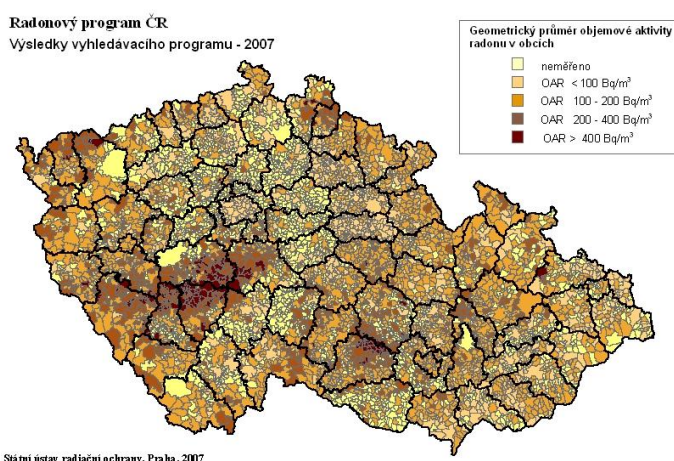 Radonový program ČR
Výsledky vyhledávacího programu - 2007
Geometrický průměr objemové aktivity
radonu v obcích
neměřeno
OAR < 100 Bq/m³
OAR 100 - 200 Bq/m³
OAR 200 - 400 Bq/m³
OAR > 400 Bq/m³
Státní ústav radiační ochrany, Praha, 2007